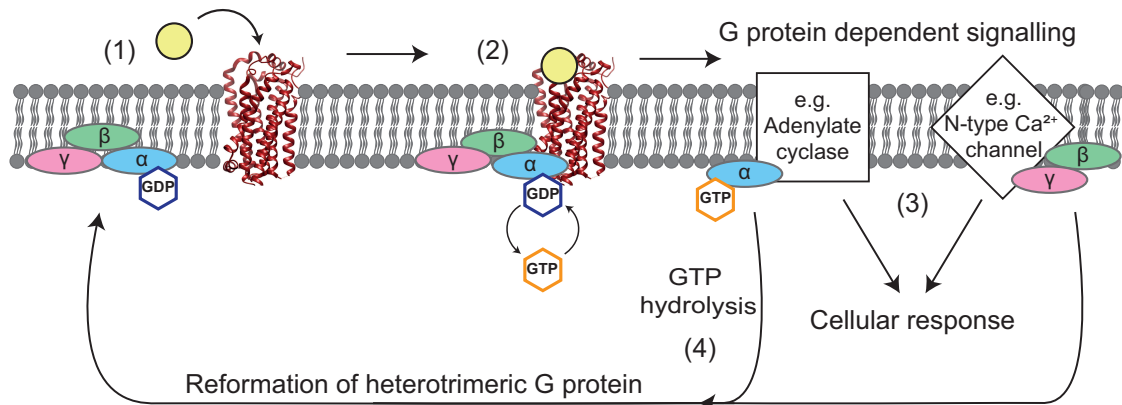 (1)
(2)
G protein dependent signalling
β
γ
α
GDP
β
γ
α
GDP
GTP
e.g.
Adenylate
cyclase
α
GTP
e.g.
N-type Ca²⁺
channel
β
γ
(3)
GTP
hydrolysis
(4)
Cellular response
Reformation of heterotrimeric G protein